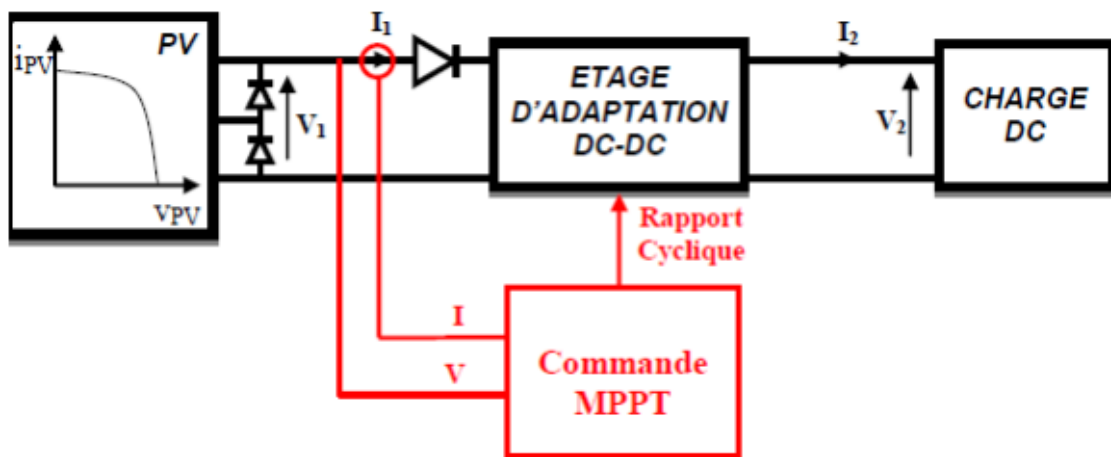 PV
iPV
vPV
V1
I1
ETAGE
D'ADAPTATION
DC-DC
I2
V2
CHARGE
DC
Rapport
Cyclique
I
V
Commande
MPPT